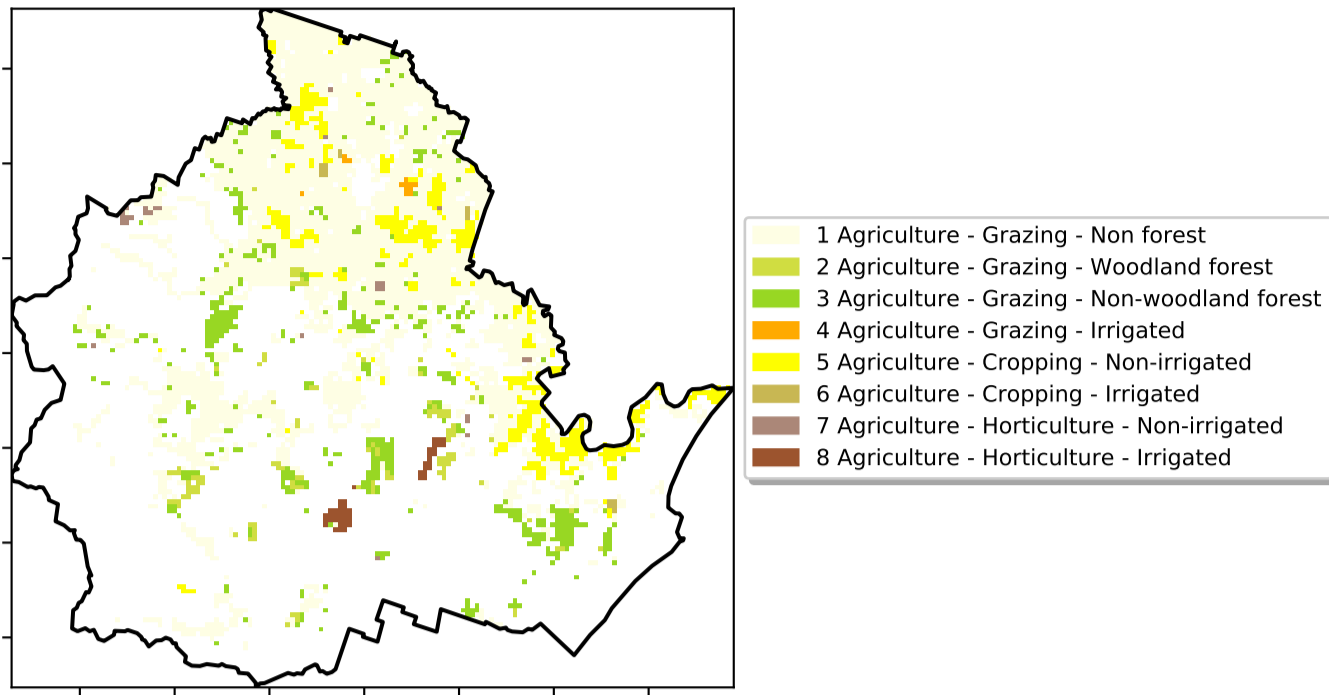 1 Agriculture - Grazing - Non forest
2 Agriculture - Grazing - Woodland forest
3 Agriculture - Grazing - Non-woodland forest
4 Agriculture - Grazing - Irrigated
5 Agriculture - Cropping - Non-irrigated
6 Agriculture - Cropping - Irrigated
7 Agriculture - Horticulture - Non-irrigated
8 Agriculture - Horticulture - Irrigated